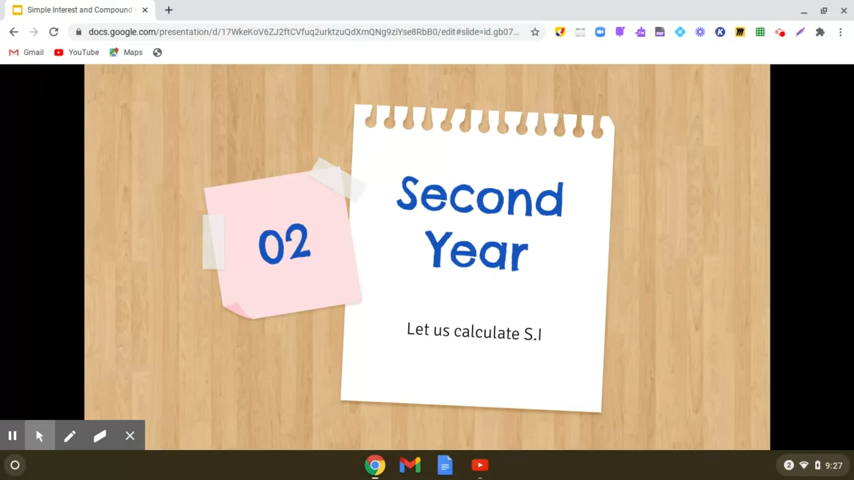 Simple Interest and Compound
docs.google.com/presentation/d/17WkeKoV6ZJ2ftCVfuq2urktzuQdXmQNg9ziYse8RbB0/edit#slide=id.gb07...
Gmail
YouTube
Maps
02
Second
Year
Let us calculate S.I
2
9:27